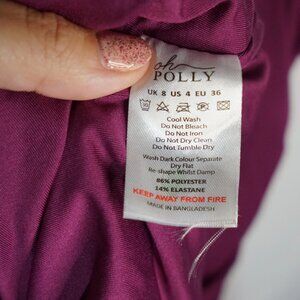 oh
POLLY
UK 8 US 4 EU 36
Cool Wash
Do Not Bleach
Do Not Iron
Do Not Dry Clean
Do Not Tumble Dry
Wash Dark Colour Separate
Dry Flat
Re-shape Whilst Damp
86% POLYESTER
14% ELASTANE
KEEP AWAY FROM FIRE
MADE IN BANGLADESH